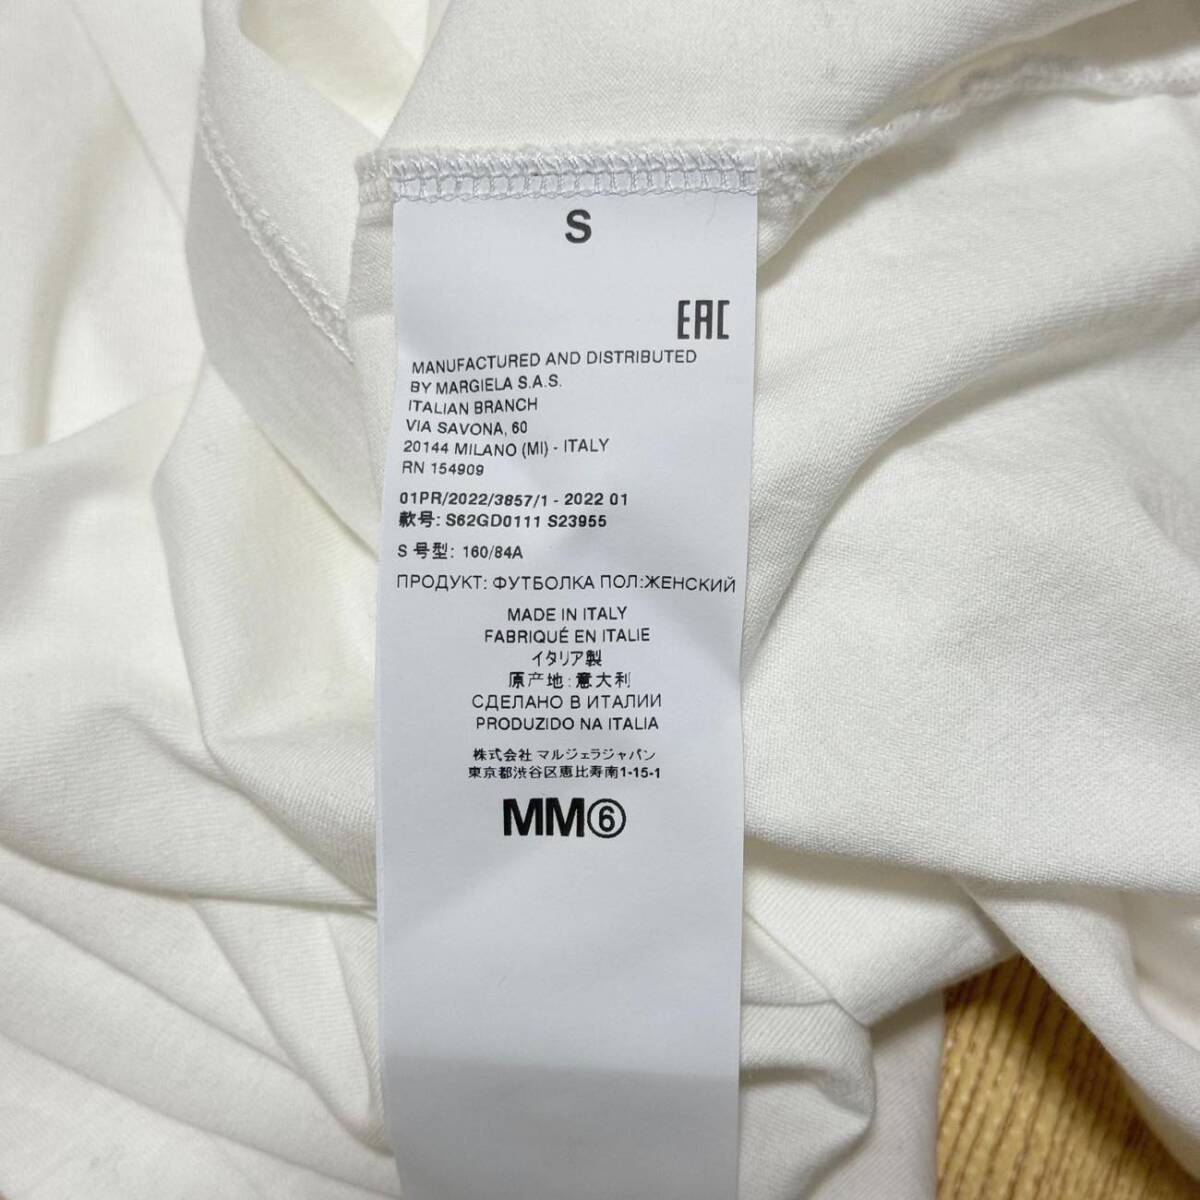 S
EAC
MANUFACTURED AND DISTRIBUTED
BY MARGIELA S.A.S.
ITALIAN BRANCH
VIA SAVONA, 60
20144 MILANO (MI) - ITALY
RN 154909
01PR/2022/3857/1 - 2022 01
款号: S62GD0111 S23955
S 号型: 160/84A
ПРОДУКТ: ФУТБОЛКА ПОЛ:ЖЕНСКИЙ
MADE IN ITALY
FABRIQUÉ EN ITALIE
イタリア製
原产地:意大利
СДЕЛАНО В ИТАЛИИ
PRODUZIDO NA ITALIA
株式会社 マルジェラジャパン
東京都渋谷区恵比寿南1-15-1
MM⑥